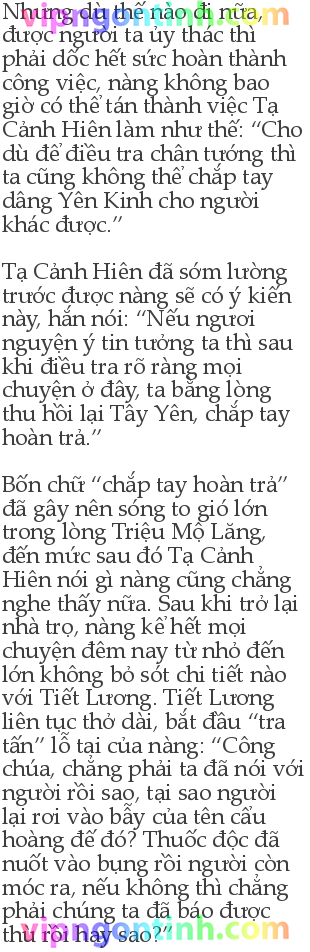 vipngontinh.com
Nhưng dù thế nào đi nữa,
được người ta ủy thác thì
phải dốc hết sức hoàn thành
công việc, nàng không bao
giờ có thể tán thành việc Tạ
Cảnh Hiên làm như thế: “Cho
dù để điều tra chân tướng thì
ta cũng không thể chắp tay
dâng Yên Kinh cho người
khác được.”
Tạ Cảnh Hiên đã sớm lường
trước được nàng sẽ có ý kiến
này, hắn nói: “Nếu ngươi
nguyện ý tin tưởng ta thì sau
khi điều tra rõ ràng mọi
chuyện ở đây, ta bằng lòng
thu hồi lại Tây Yên, chắp tay
hoàn trả.”
Bốn chữ “chắp tay hoàn trả”
đã gây nên sóng to gió lớn
trong lòng Triệu Mộ Lăng,
đến mức sau đó Tạ Cảnh
Hiên nói gì nàng cũng chẳng
nghe thấy nữa. Sau khi trở lại
nhà trọ, nàng kể hết mọi
chuyện đêm nay từ nhỏ đến
lớn không bỏ sót chi tiết nào
với Tiết Lương. Tiết Lương
liên tục thở dài, bắt đầu “tra
tấn” lỗ tai của nàng: “Công
chúa, chẳng phải ta đã nói với
người rồi sao, tại sao người
lại rơi vào bẫy của tên cẩu
hoàng đế đó? Thuốc độc đã
nuốt vào bụng rồi người còn
móc ra, nếu không thì chẳng
phải chúng ta đã báo được
thù rồi hay sao?”
vipngontinh.com